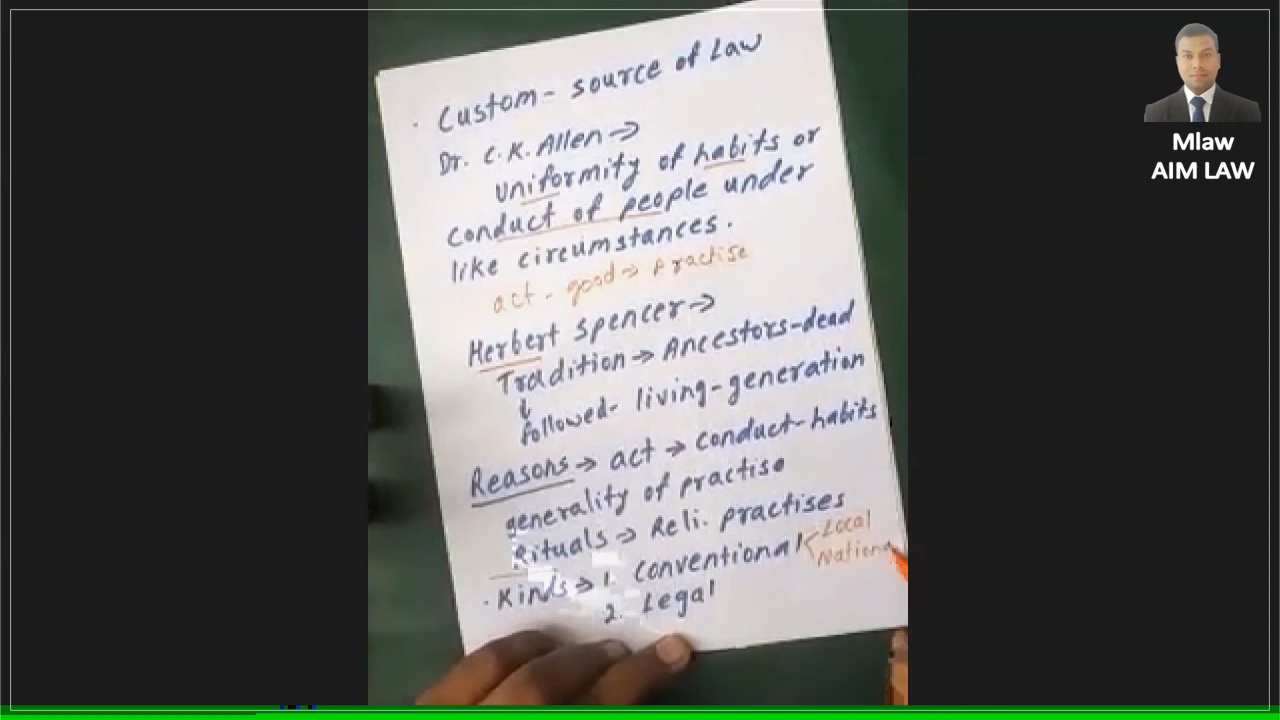 · Custom - source of Law
Dr. C.K. Allen →
uniformity of habits or
conduct of people under
like circumstances.
act - good → Practise
Herbert Spencer →
Tradition → Ancestors-dead
↓
followed- living-generation
Reasons → act → conduct-habits
generality of practise
Rituals → Reli. practises
· Kinds → 1. Conventional < Local
Nation
2. Legal
Mlaw
AIM LAW